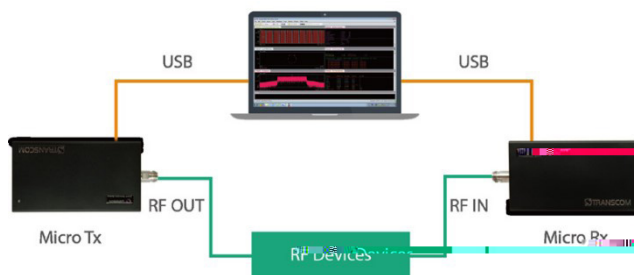 USB
USB
TRANSCOM
RF OUT
RF IN
TRANSCOM
Micro Tx
Micro Rx
RF Devices